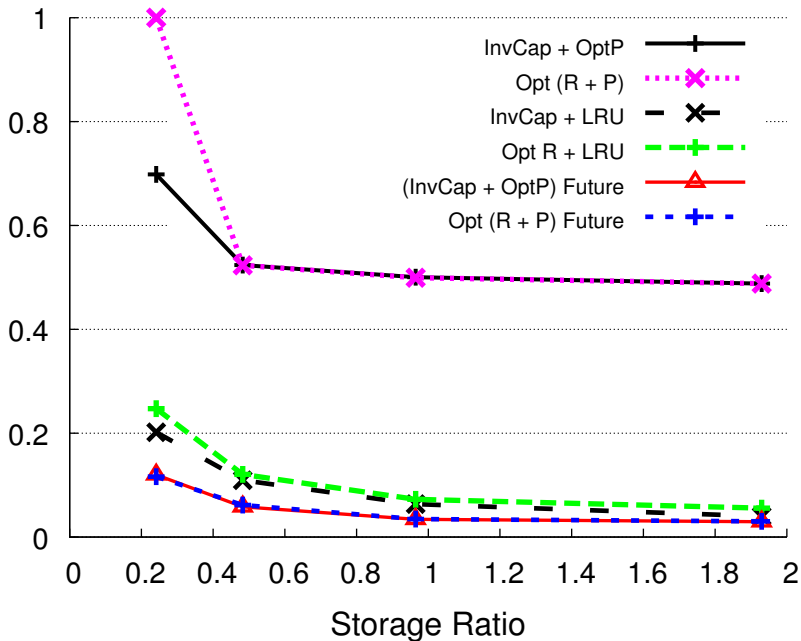 1
0.8
0.6
0.4
0.2
0
InvCap + OptP
Opt (R + P)
InvCap + LRU
Opt R + LRU
(InvCap + OptP) Future
Opt (R + P) Future
0 0.2 0.4 0.6 0.8 1 1.2 1.4 1.6 1.8 2
Storage Ratio